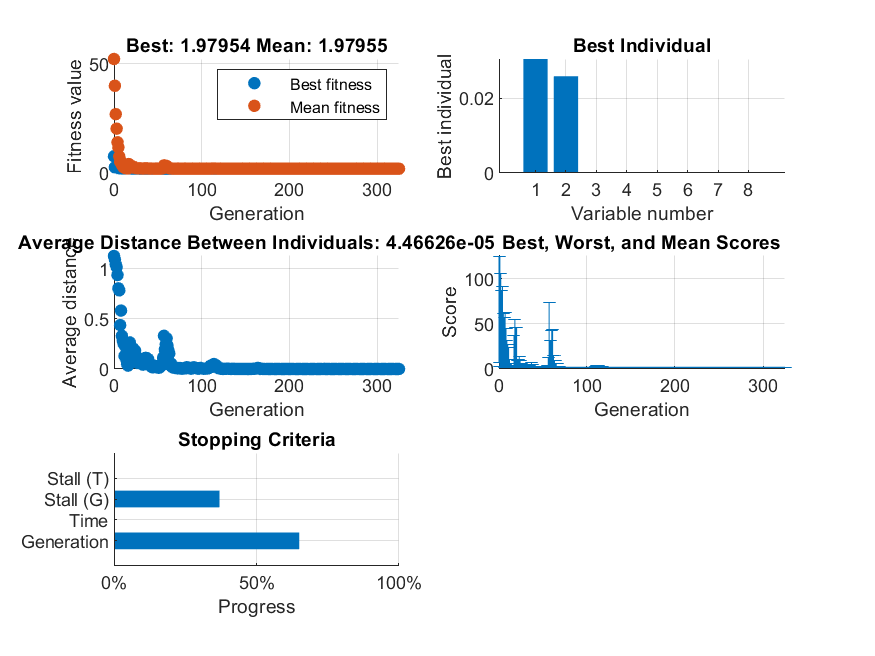 Best: 1.97954 Mean: 1.97955
Fitness value
50
0
Best fitness
Mean fitness
0 100 200 300
Generation
Best Individual
Best individual
0.02
0
1 2 3 4 5 6 7 8
Variable number
Average Distance Between Individuals: 4.46626e-05
Average distance
1
0.5
0
0 100 200 300
Generation
Best, Worst, and Mean Scores
Score
100
50
0
0 100 200 300
Generation
Stopping Criteria
Stall (T)
Stall (G)
Time
Generation
0% 50% 100%
Progress